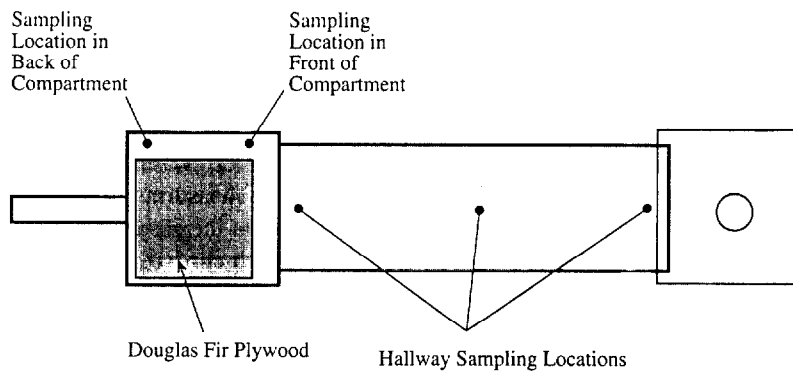 Sampling
Location in
Back of
Compartment
Sampling
Location in
Front of
Compartment
Douglas Fir Plywood
Hallway Sampling Locations